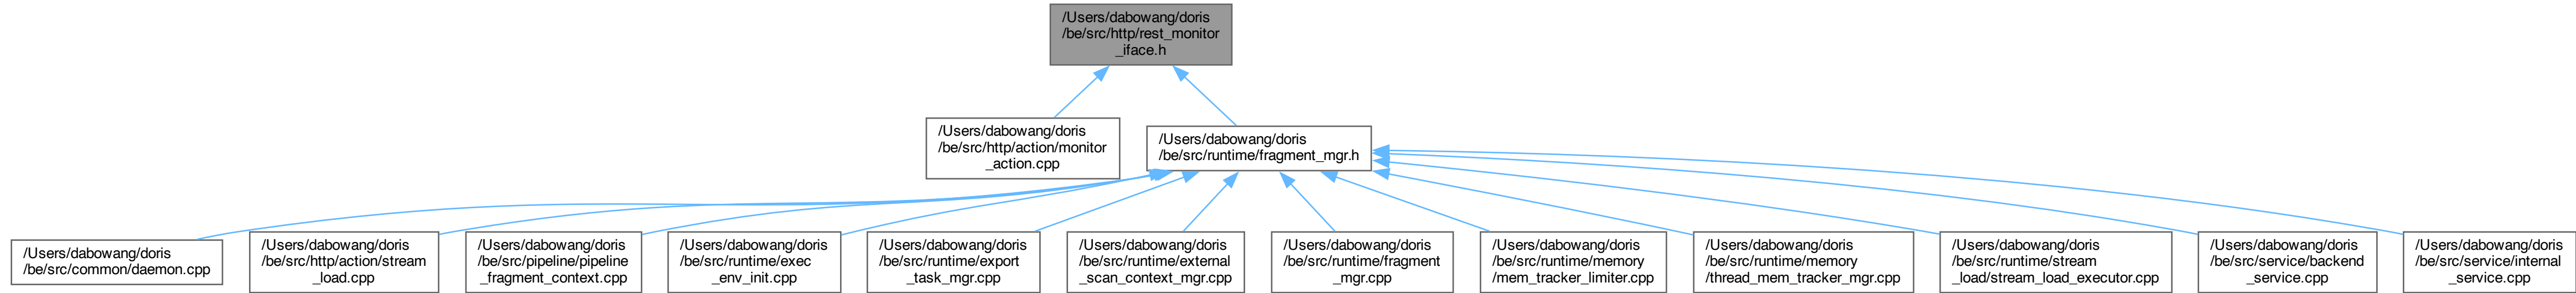 /Users/dabowang/doris
/be/src/http/rest_monitor
_iface.h
/Users/dabowang/doris
/be/src/http/action/monitor
_action.cpp
/Users/dabowang/doris
/be/src/runtime/fragment_mgr.h
/Users/dabowang/doris
/be/src/common/daemon.cpp
/Users/dabowang/doris
/be/src/http/action/stream
_load.cpp
/Users/dabowang/doris
/be/src/pipeline/pipeline
_fragment_context.cpp
/Users/dabowang/doris
/be/src/runtime/exec
_env_init.cpp
/Users/dabowang/doris
/be/src/runtime/export
_task_mgr.cpp
/Users/dabowang/doris
/be/src/runtime/external
_scan_context_mgr.cpp
/Users/dabowang/doris
/be/src/runtime/fragment
_mgr.cpp
/Users/dabowang/doris
/be/src/runtime/memory
/mem_tracker_limiter.cpp
/Users/dabowang/doris
/be/src/runtime/memory
/thread_mem_tracker_mgr.cpp
/Users/dabowang/doris
/be/src/runtime/stream
_load/stream_load_executor.cpp
/Users/dabowang/doris
/be/src/service/backend
_service.cpp
/Users/dabowang/doris
/be/src/service/internal
_service.cpp